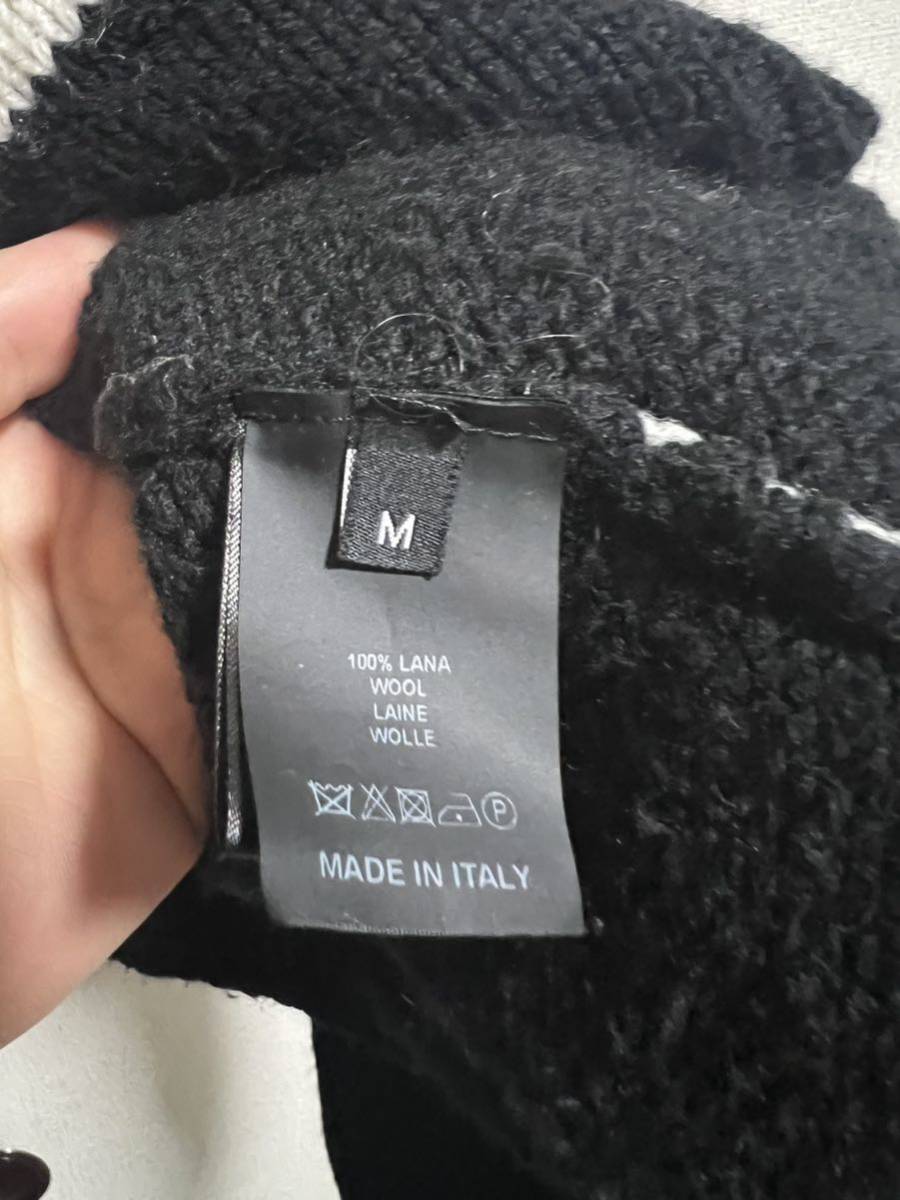 M
100% LANA
WOOL
LAINE
WOLLE
P
MADE IN ITALY